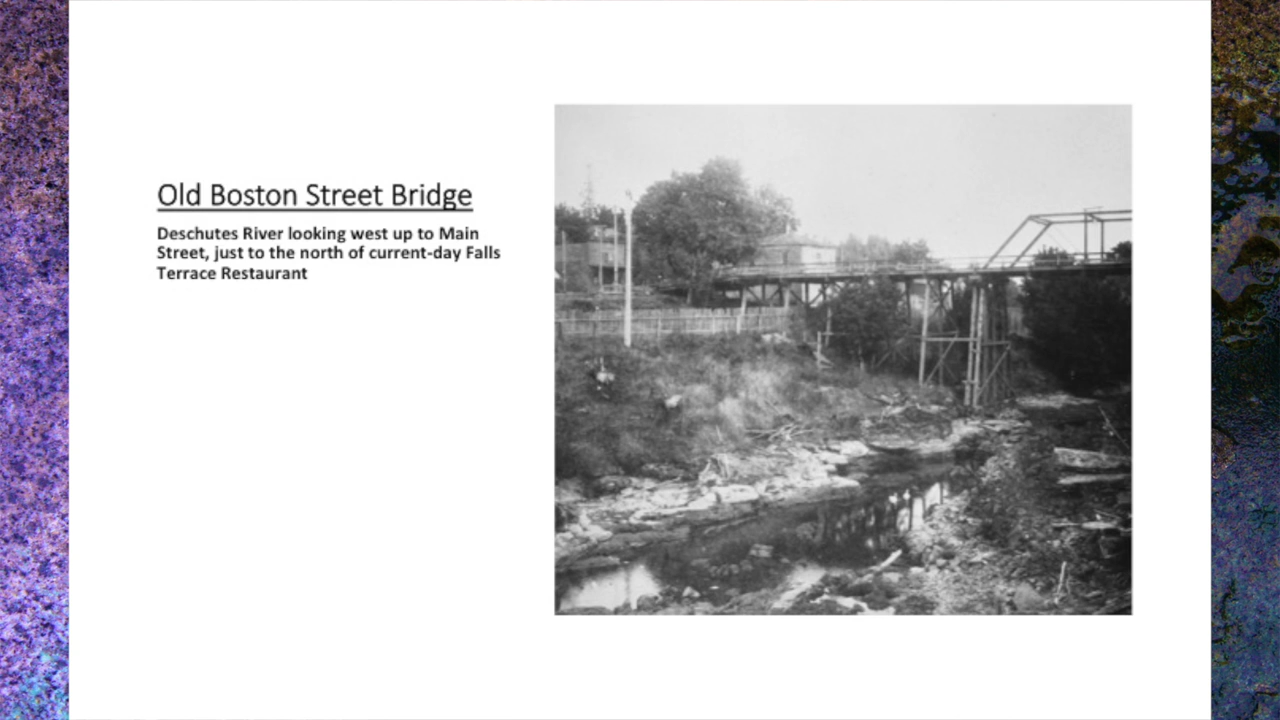 Old Boston Street Bridge
Deschutes River looking west up to Main
Street, just to the north of current-day Falls
Terrace Restaurant